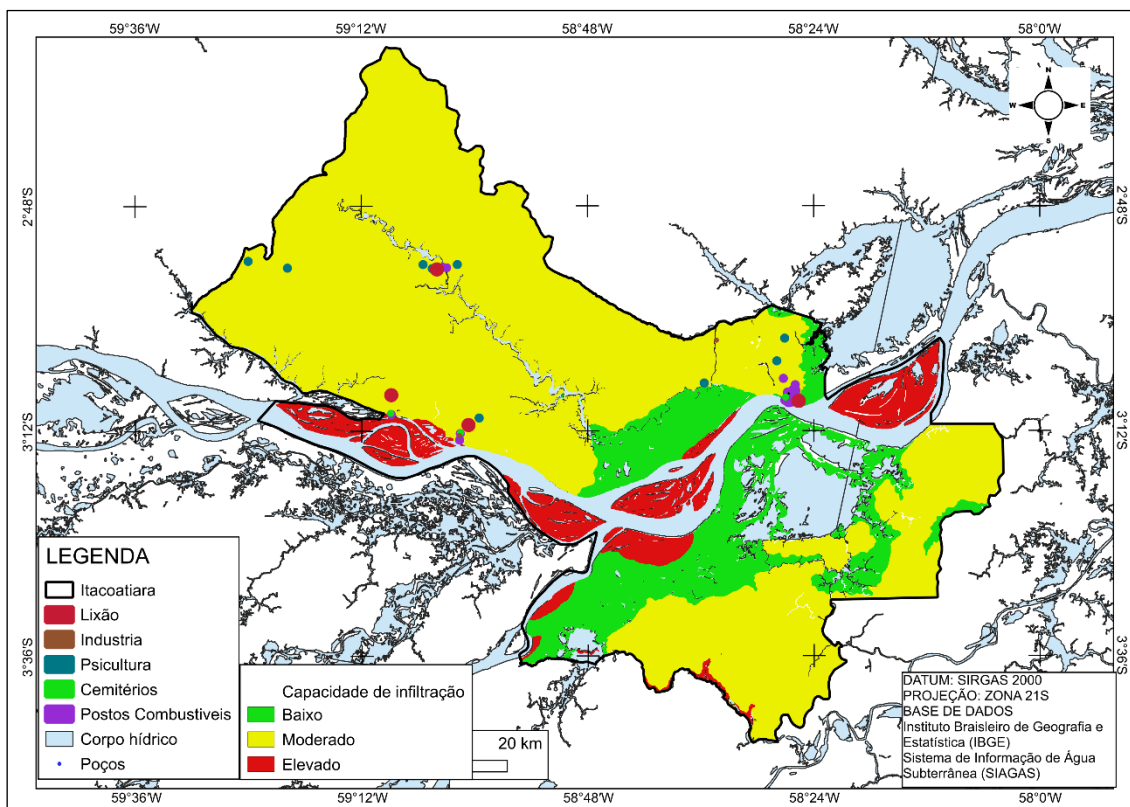 59°36'W 59°12'W 58°48'W 58°24'W 58°0'W
N
W E
S
2°48'S 2°48'S
3°12'S 3°12'S
3°36'S 3°36'S
LEGENDA
Itacoatiara
Lixão
Industria
Psicultura
Cemitérios
Postos Combustiveis
Corpo hídrico
Poços
Capacidade de infiltração
Baixo
Moderado
Elevado
20 km
DATUM: SIRGAS 2000
PROJEÇÃO: ZONA 21S
BASE DE DADOS
Instituto Braisleiro de Geografia e
Estatística (IBGE)
Sistema de Informação de Água
Subterrânea (SIAGAS)
59°36'W 59°12'W 58°48'W 58°24'W 58°0'W